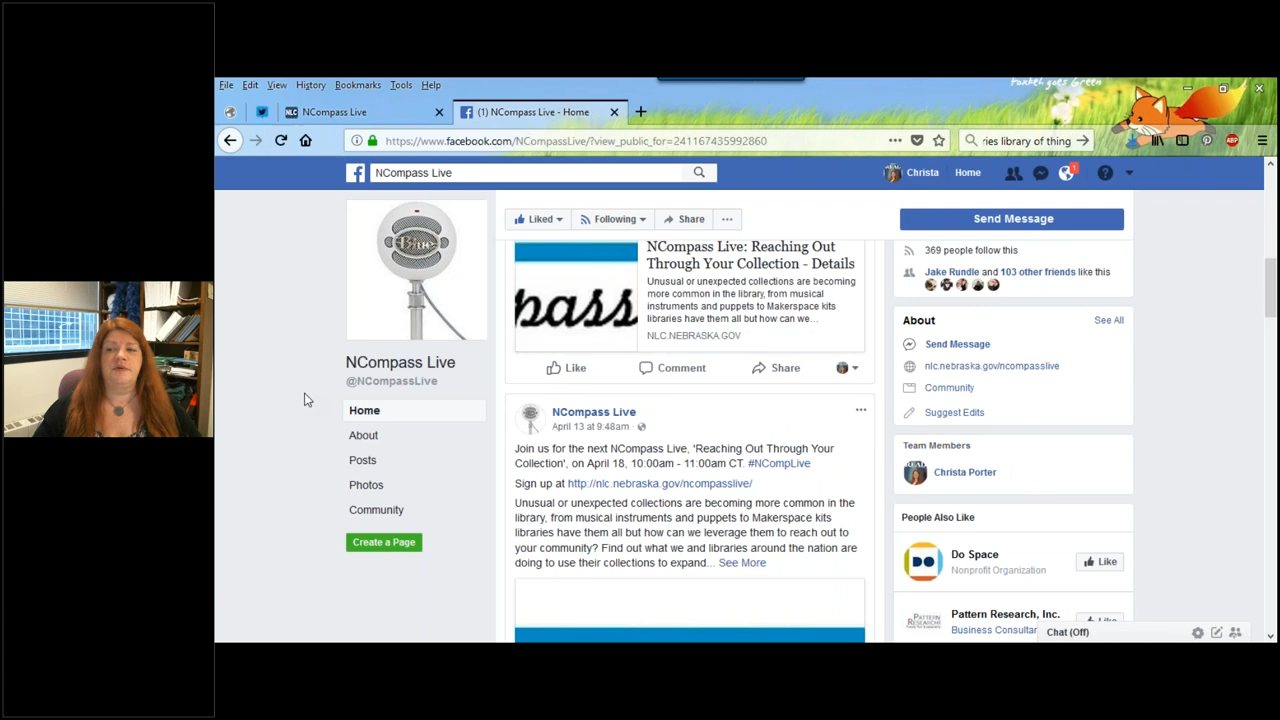 Foxkeh goes Green
File Edit View History Bookmarks Tools Help
NCompass Live
(1) NCompass Live - Home
https://www.facebook.com/NCompassLive/?view_public_for=241167435992860
ries library of thing
NCompass Live
Christa Home
1
Liked Following Share
Send Message
Blue
NCompass Live
@NCompassLive
Home
About
Posts
Photos
Community
Create a Page
pass
NCompass Live: Reaching Out
Through Your Collection - Details
Unusual or unexpected collections are becoming
more common in the library, from musical
instruments and puppets to Makerspace kits
libraries have them all but how can we...
NLC.NEBRASKA.GOV
Like Comment Share
NCompass Live
April 13 at 9:48am
Join us for the next NCompass Live, 'Reaching Out Through Your
Collection', on April 18, 10:00am - 11:00am CT. #NCompLive
Sign up at http://nlc.nebraska.gov/ncompasslive/
Unusual or unexpected collections are becoming more common in the
library, from musical instruments and puppets to Makerspace kits
libraries have them all but how can we leverage them to reach out to
your community? Find out what we and libraries around the nation are
doing to use their collections to expand... See More
369 people follow this
Jake Rundle and 103 other friends like this
About See All
Send Message
nlc.nebraska.gov/ncompasslive
Community
Suggest Edits
Team Members
Christa Porter
People Also Like
DO
Do Space
Nonprofit Organization
Like
Pattern Research, Inc.
Business Consultan
Like
Chat (Off)